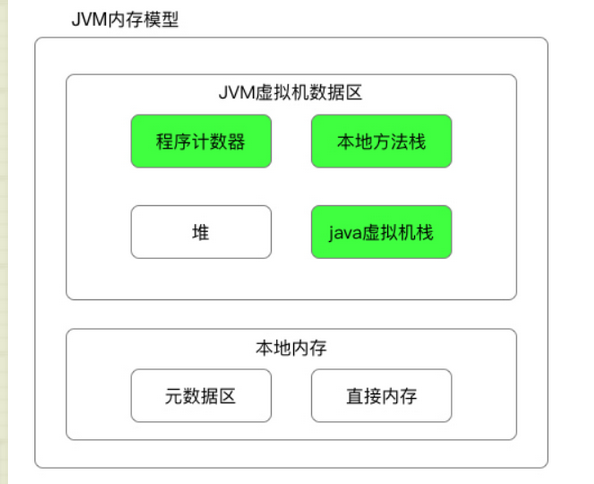 JVM内存模型
JVM虚拟机数据区
程序计数器
本地方法栈
堆
java虚拟机栈
本地内存
元数据区
直接内存